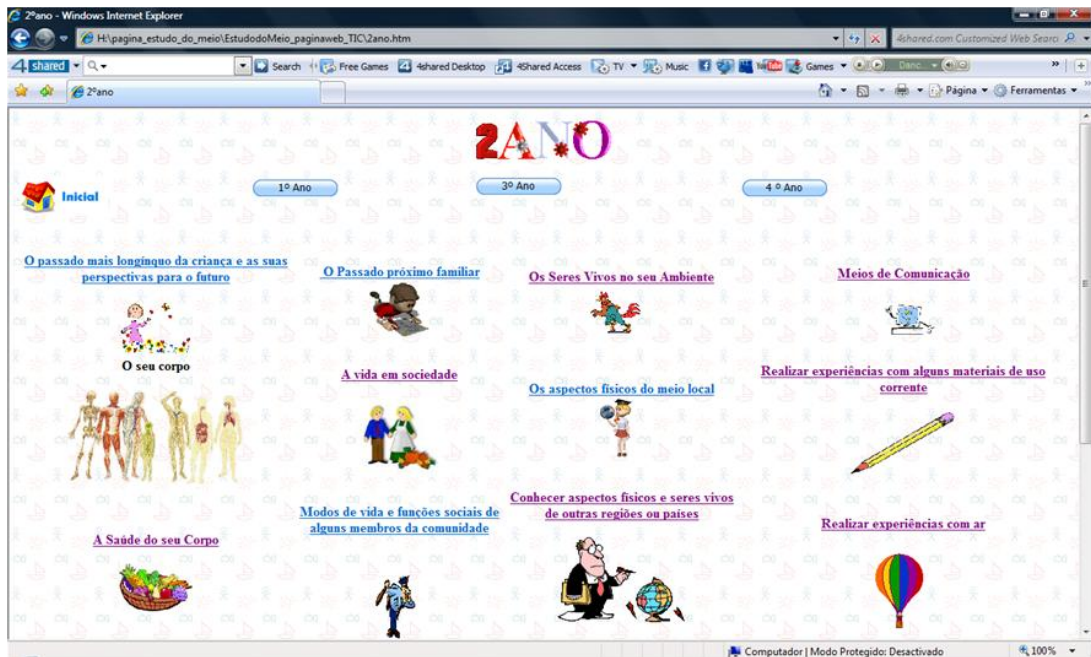 2ºano - Windows Internet Explorer
H:\pagina_estudo_do_meio\EstudodoMeio_paginaweb_TIC\2ano.htm
4shared.com Customized Web Searc
4 shared
Search
Free Games
4shared Desktop
4Shared Access
TV
Music
Games
Danc
2ºano
Página
Ferramentas
2ANO
Inicial
1º Ano
3º Ano
4 º Ano
O passado mais longínquo da criança e as suas
perspectivas para o futuro
O Passado próximo familiar
Os Seres Vivos no seu Ambiente
Meios de Comunicação
O seu corpo
A vida em sociedade
Os aspectos físicos do meio local
Realizar experiências com alguns materiais de uso
corrente
A Saúde do seu Corpo
Modos de vida e funções sociais de
alguns membros da comunidade
Conhecer aspectos físicos e seres vivos
de outras regiões ou países
Realizar experiências com ar
Computador | Modo Protegido: Desactivado
100%